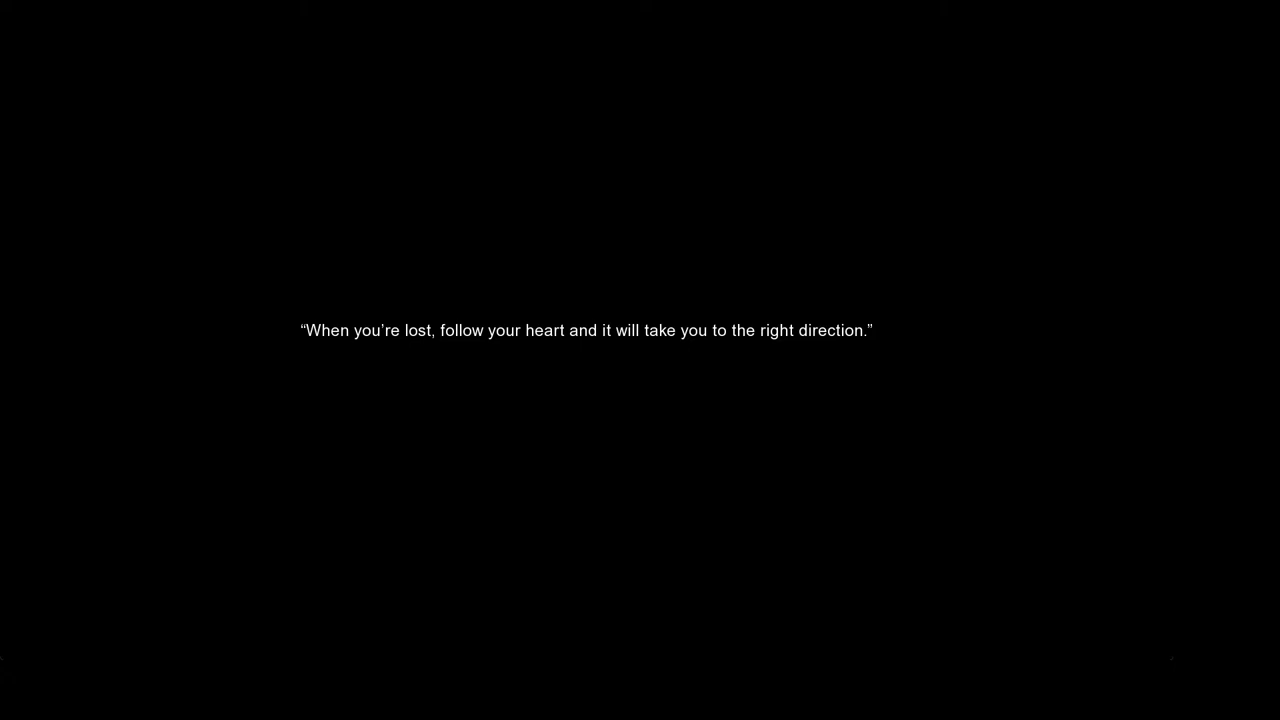 “When you’re lost, follow your heart and it will take you to the right direction.”